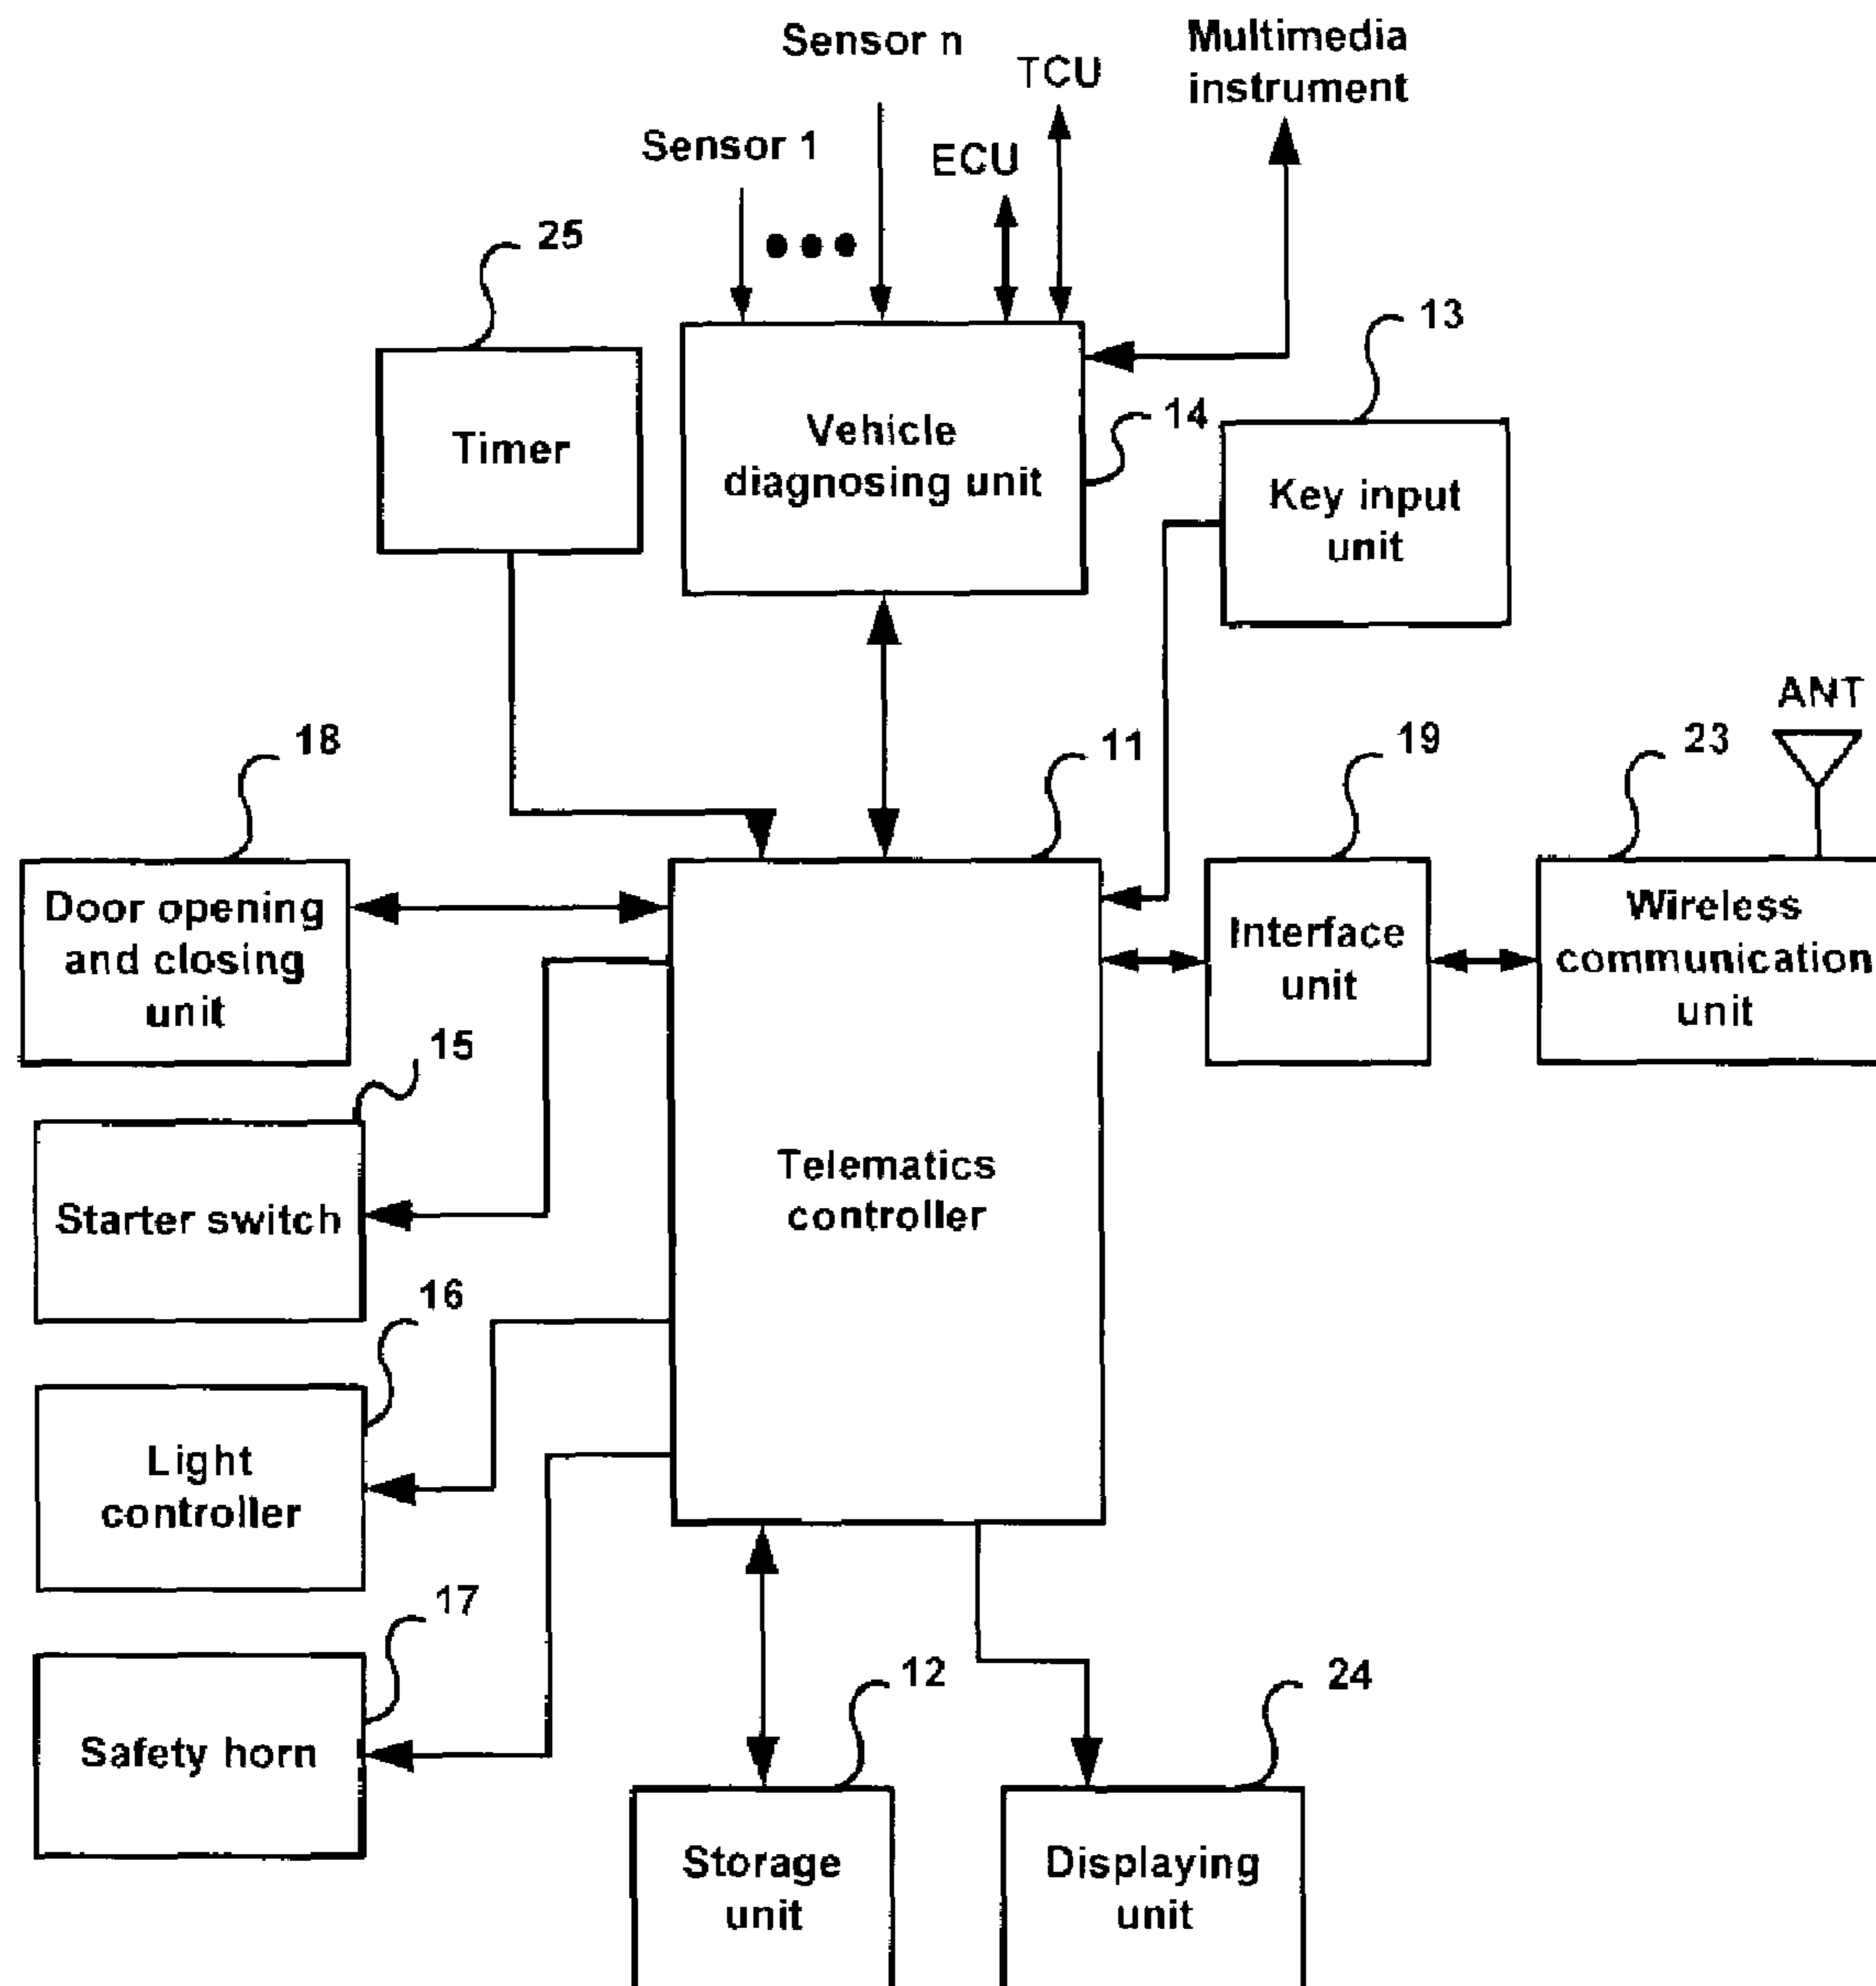 Sensor n
TCU
Multimedia
instrument
Sensor 1
ECU
25
13
Timer
Vehicle
diagnosing unit
14
Key input
unit
ANT
18
11
19
23
Door opening
and closing
unit
Interface
unit
Wireless
communication
unit
15
Starter switch
Telematics
controller
16
Light
controller
17
Safety horn
12
24
Storage
unit
Displaying
unit